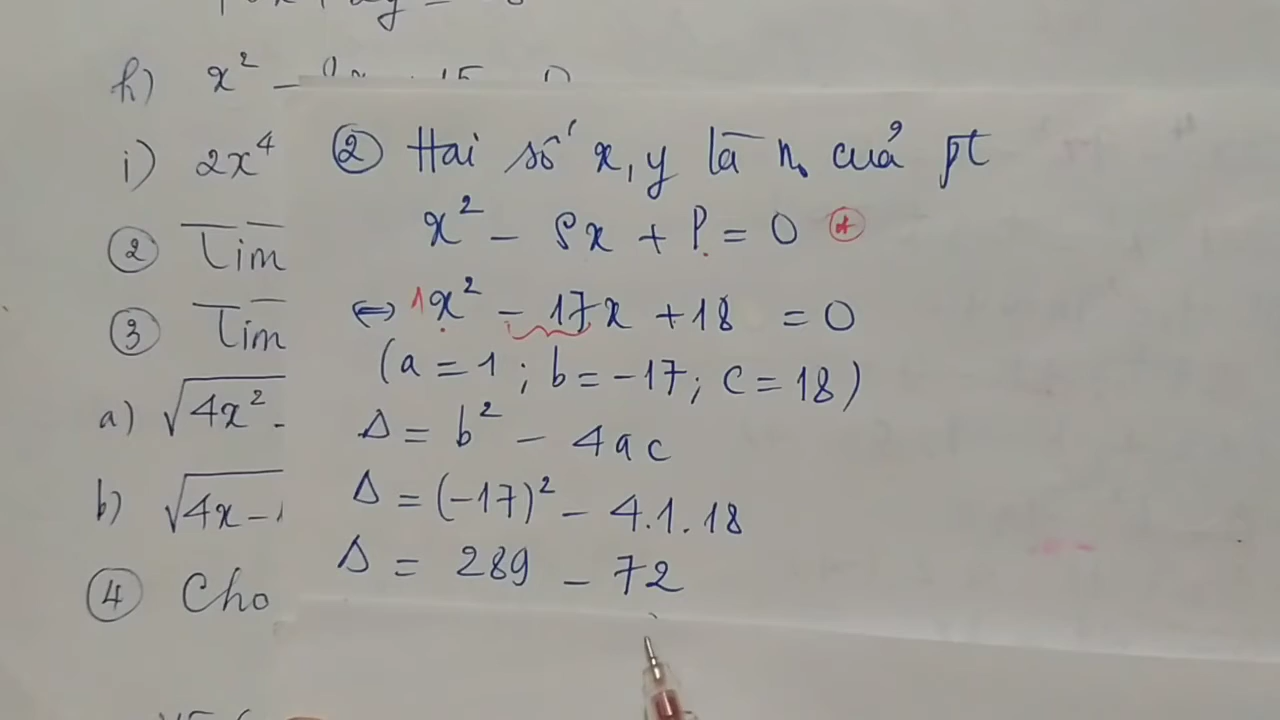 h) x² -
i) 2x⁴
② Tìm
③ Tìm
a) √4x² -
b) √4x -
④ Cho
② Hai số x, y là n₀ của pt
x² - Sx + P = 0 ⊛
⇔ 1x² - 17x + 18 = 0
(a = 1 ; b = -17 ; c = 18)
Δ = b² - 4ac
Δ = (-17)² - 4.1.18
Δ = 289 - 72